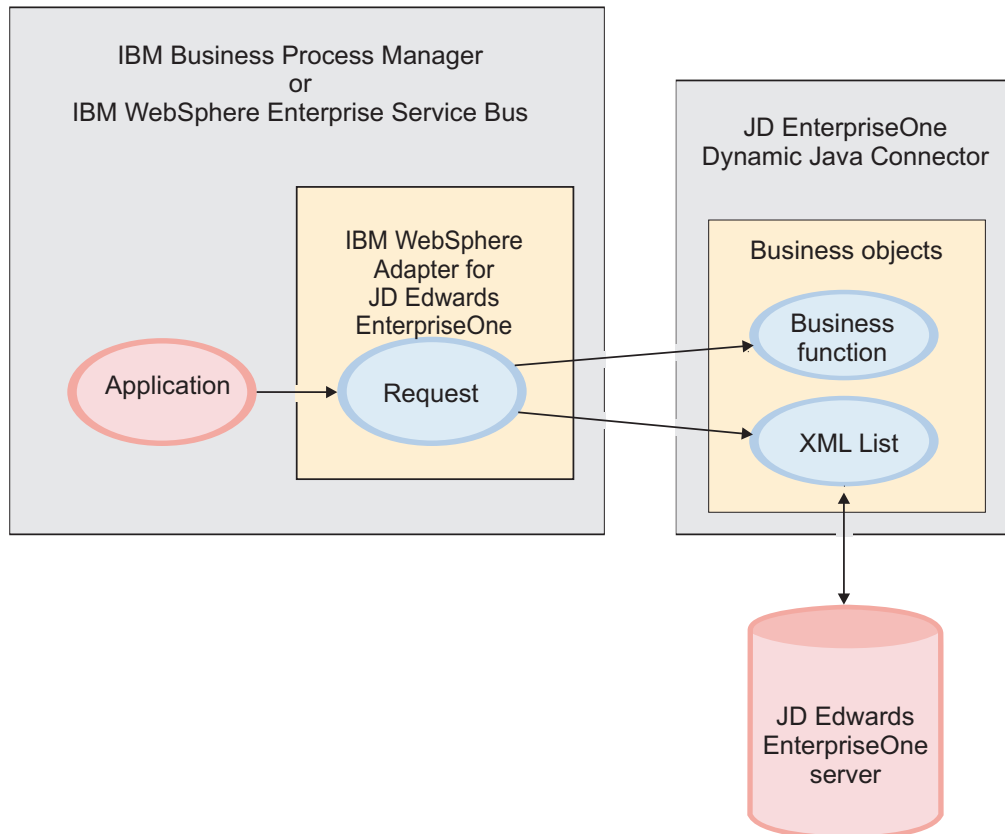 IBM Business Process Manager
or
IBM WebSphere Enterprise Service Bus
JD EnterpriseOne
Dynamic Java Connector
IBM WebSphere
Adapter for
JD Edwards
EnterpriseOne
Business objects
Business
function
Application
Request
XML List
JD Edwards
EnterpriseOne
server